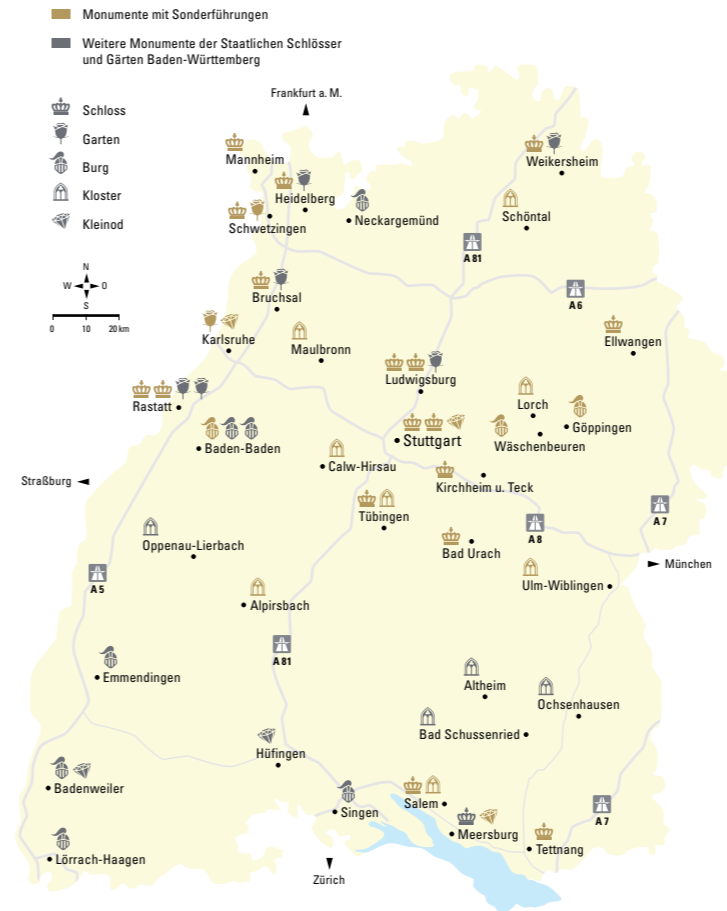 Monumente mit Sonderführungen
Weitere Monumente der Staatlichen Schlösser
und Gärten Baden-Württemberg
Schloss
Garten
Burg
Kloster
Kleinod
N
W
O
S
0 10 20 km
Frankfurt a. M.
Mannheim
Weikersheim
Heidelberg
Neckargemünd
Schöntal
Schwetzingen
A 81
Bruchsal
A 6
Karlsruhe
Maulbronn
Ellwangen
Ludwigsburg
Rastatt
Lorch
Göppingen
Stuttgart
Wäschenbeuren
Baden-Baden
Calw-Hirsau
Straßburg
Kirchheim u. Teck
Tübingen
A 7
A 8
Oppenau-Lierbach
Bad Urach
München
Ulm-Wiblingen
A 5
Alpirsbach
A 81
Emmendingen
Altheim
Ochsenhausen
Bad Schussenried
Hüfingen
Badenweiler
Salem
Singen
A 7
Meersburg
Tettnang
Lörrach-Haagen
Zürich